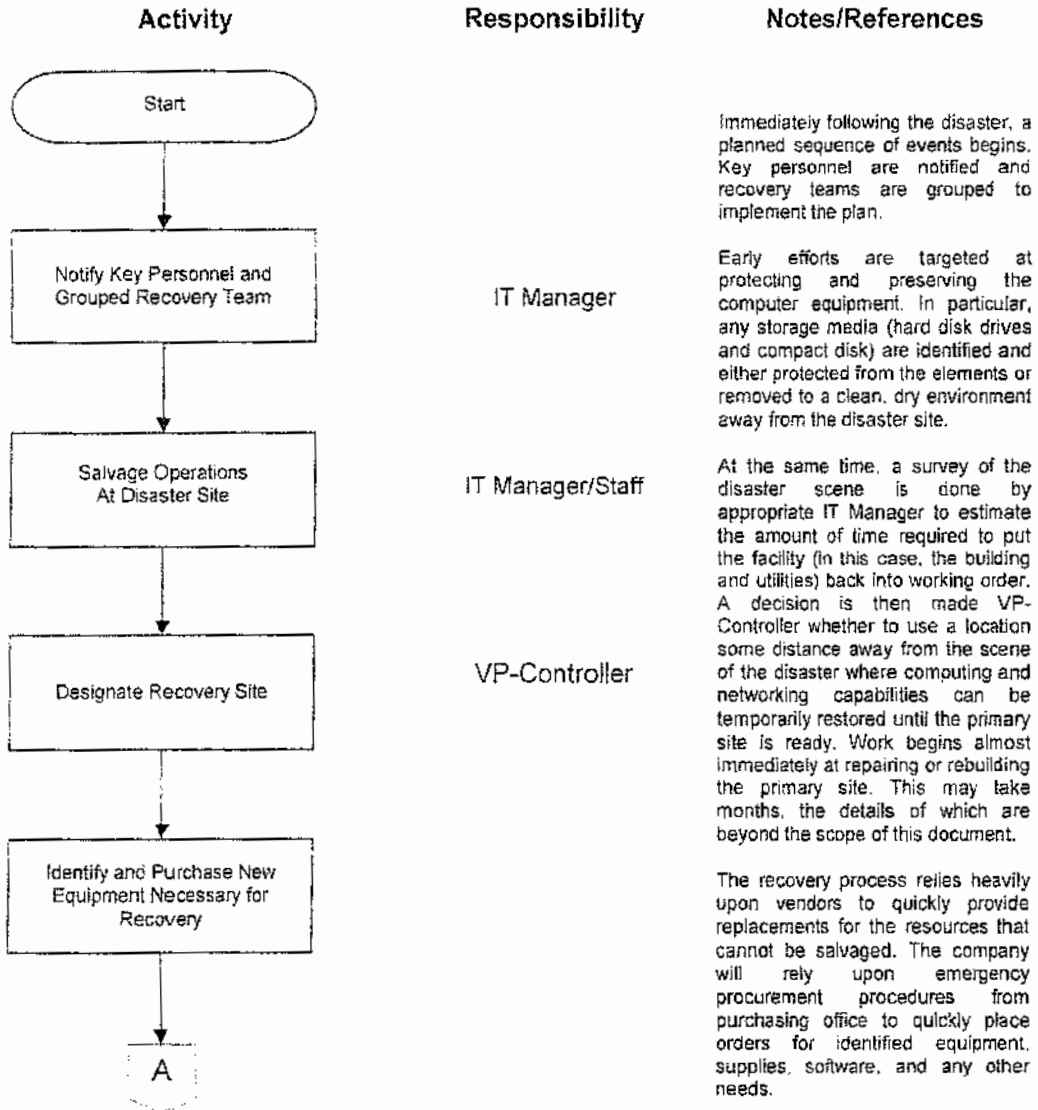 Activity
Responsibility
Notes/References
Start
Immediately following the disaster, a
planned sequence of events begins.
Key personnel are notified and
recovery teams are grouped to
implement the plan.
Notify Key Personnel and
Grouped Recovery Team
IT Manager
Early efforts are targeted at
protecting and preserving the
computer equipment. In particular,
any storage media (hard disk drives
and compact disk) are identified and
either protected from the elements or
removed to a clean, dry environment
away from the disaster site.
Salvage Operations
At Disaster Site
IT Manager/Staff
At the same time, a survey of the
disaster scene is done by
appropriate IT Manager to estimate
the amount of time required to put
the facility (in this case, the building
and utilities) back into working order.
A decision is then made VP-
Controller whether to use a location
some distance away from the scene
of the disaster where computing and
networking capabilities can be
temporarily restored until the primary
site is ready. Work begins almost
immediately at repairing or rebuilding
the primary site. This may take
months, the details of which are
beyond the scope of this document.
Designate Recovery Site
VP-Controller
Identify and Purchase New
Equipment Necessary for
Recovery
The recovery process relies heavily
upon vendors to quickly provide
replacements for the resources that
cannot be salvaged. The company
will rely upon emergency
procurement procedures from
purchasing office to quickly place
orders for identified equipment,
supplies, software, and any other
needs.
A